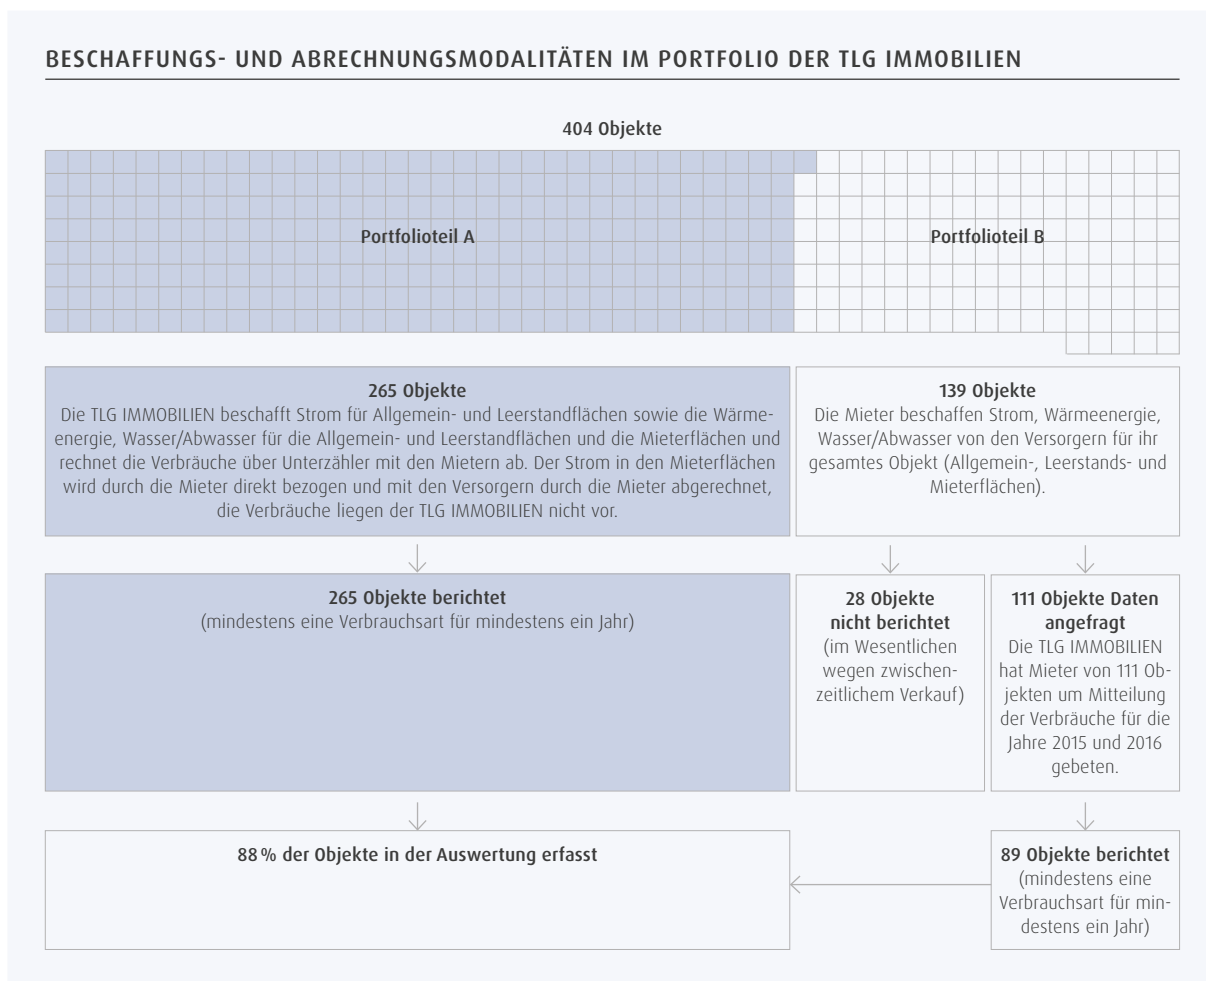 BESCHAFFUNGS- UND ABRECHNUNGSMODALITÄTEN IM PORTFOLIO DER TLG IMMOBILIEN
404 Objekte
Portfolioteil A
Portfolioteil B
265 Objekte
Die TLG IMMOBILIEN beschafft Strom für Allgemein- und Leerstandflächen sowie die Wärme-
energie, Wasser/Abwasser für die Allgemein- und Leerstandflächen und die Mieterflächen und
rechnet die Verbräuche über Unterzähler mit den Mietern ab. Der Strom in den Mieterflächen
wird durch die Mieter direkt bezogen und mit den Versorgern durch die Mieter abgerechnet,
die Verbräuche liegen der TLG IMMOBILIEN nicht vor.
139 Objekte
Die Mieter beschaffen Strom, Wärmeenergie,
Wasser/Abwasser von den Versorgern für ihr
gesamtes Objekt (Allgemein-, Leerstands- und
Mieterflächen).
265 Objekte berichtet
(mindestens eine Verbrauchsart für mindestens ein Jahr)
28 Objekte
nicht berichtet
(im Wesentlichen
wegen zwischen-
zeitlichem Verkauf)
111 Objekte Daten
angefragt
Die TLG IMMOBILIEN
hat Mieter von 111 Ob-
jekten um Mitteilung
der Verbräuche für die
Jahre 2015 und 2016
gebeten.
88 % der Objekte in der Auswertung erfasst
89 Objekte berichtet
(mindestens eine
Verbrauchsart für min-
destens ein Jahr)